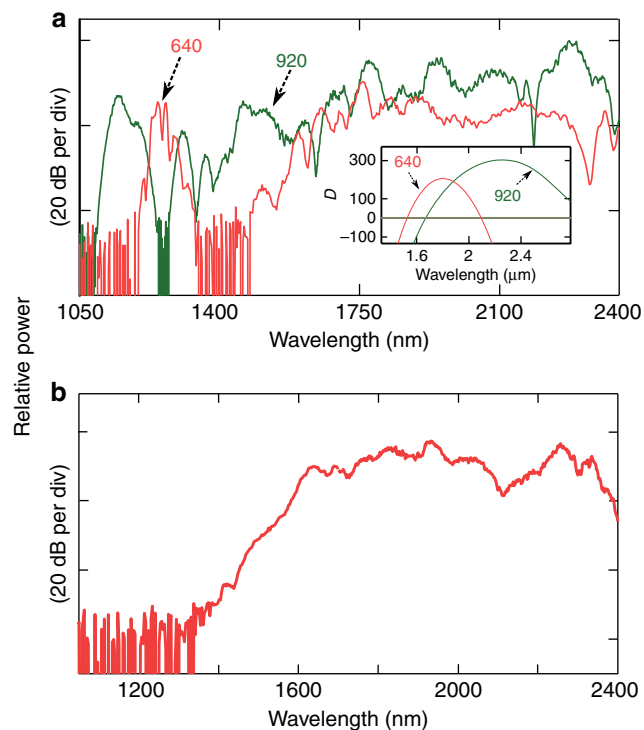 a
640
920
(20 dB per div)
300
640
920
D
100
0
−100
1.6
2
2.4
Wavelength (μm)
1050
1400
1750
2100
2400
Wavelength (nm)
Relative power
b
(20 dB per div)
1200
1600
2000
2400
Wavelength (nm)